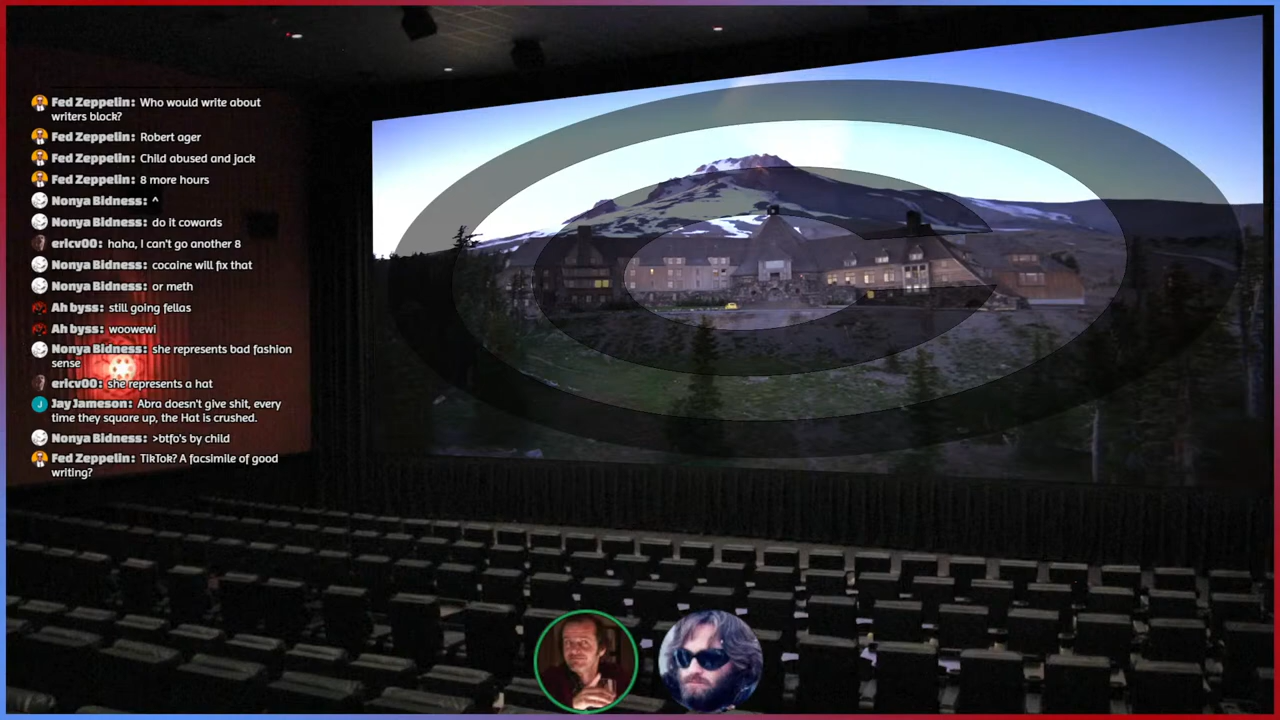 Fed Zeppelin: Who would write about
writers block?
Fed Zeppelin: Robert ager
Fed Zeppelin: Child abused and jack
Fed Zeppelin: 8 more hours
Nonya Bidness: ^
Nonya Bidness: do it cowards
ericv00: haha, I can't go another 8
Nonya Bidness: cocaine will fix that
Nonya Bidness: or meth
Ah byss: still going fellas
Ah byss: woowewi
Nonya Bidness: she represents bad fashion
sense
ericv00: she represents a hat
J Jay Jameson: Abra doesn't give shit, every
time they square up, the Hat is crushed.
Nonya Bidness: >btfo's by child
Fed Zeppelin: TikTok? A facsimile of good
writing?